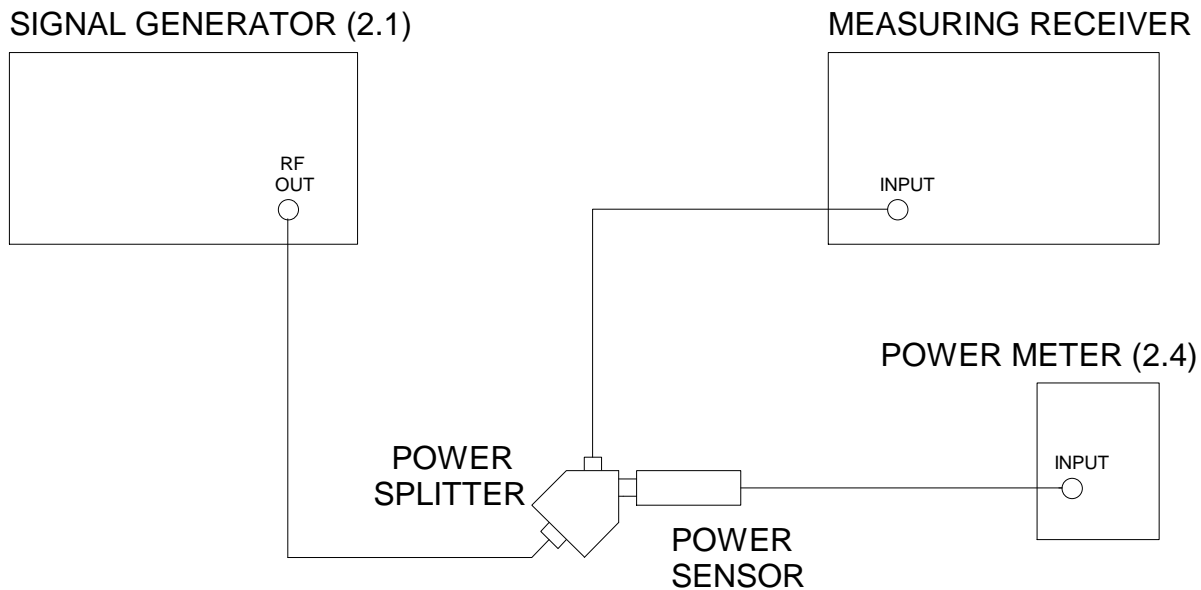 SIGNAL GENERATOR (2.1)
MEASURING RECEIVER
RF
OUT
INPUT
POWER METER (2.4)
INPUT
POWER
SPLITTER
POWER
SENSOR